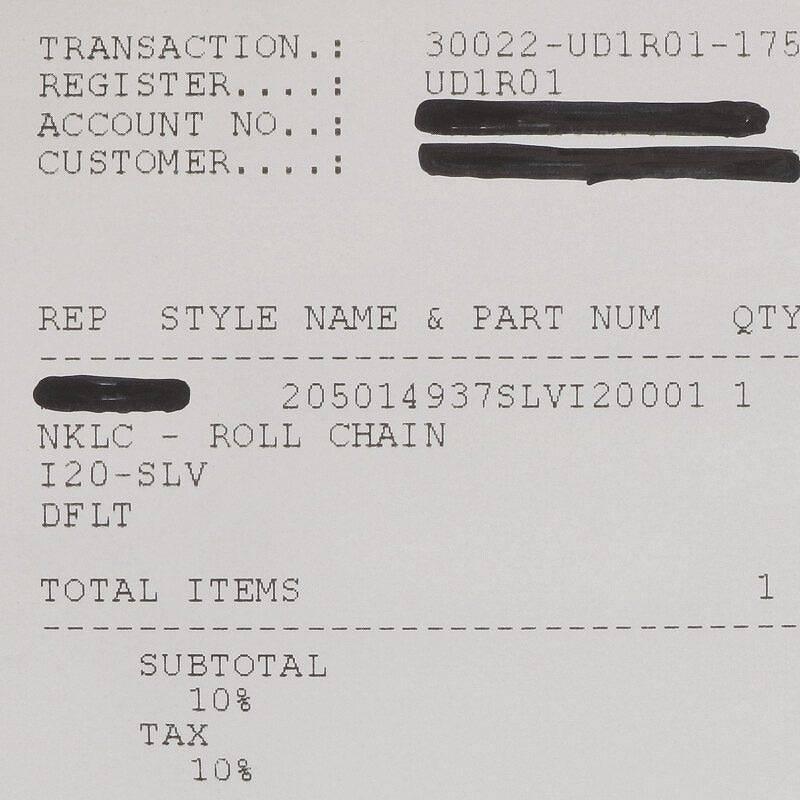 TRANSACTION.: 30022-UD1R01-175
REGISTER....: UD1R01
ACCOUNT NO..:
CUSTOMER....:
REP STYLE NAME & PART NUM QTY
--------------------------------
205014937SLVI20001 1
NKLC - ROLL CHAIN
I20-SLV
DFLT
TOTAL ITEMS 1
--------------------------------
SUBTOTAL
10%
TAX
10%